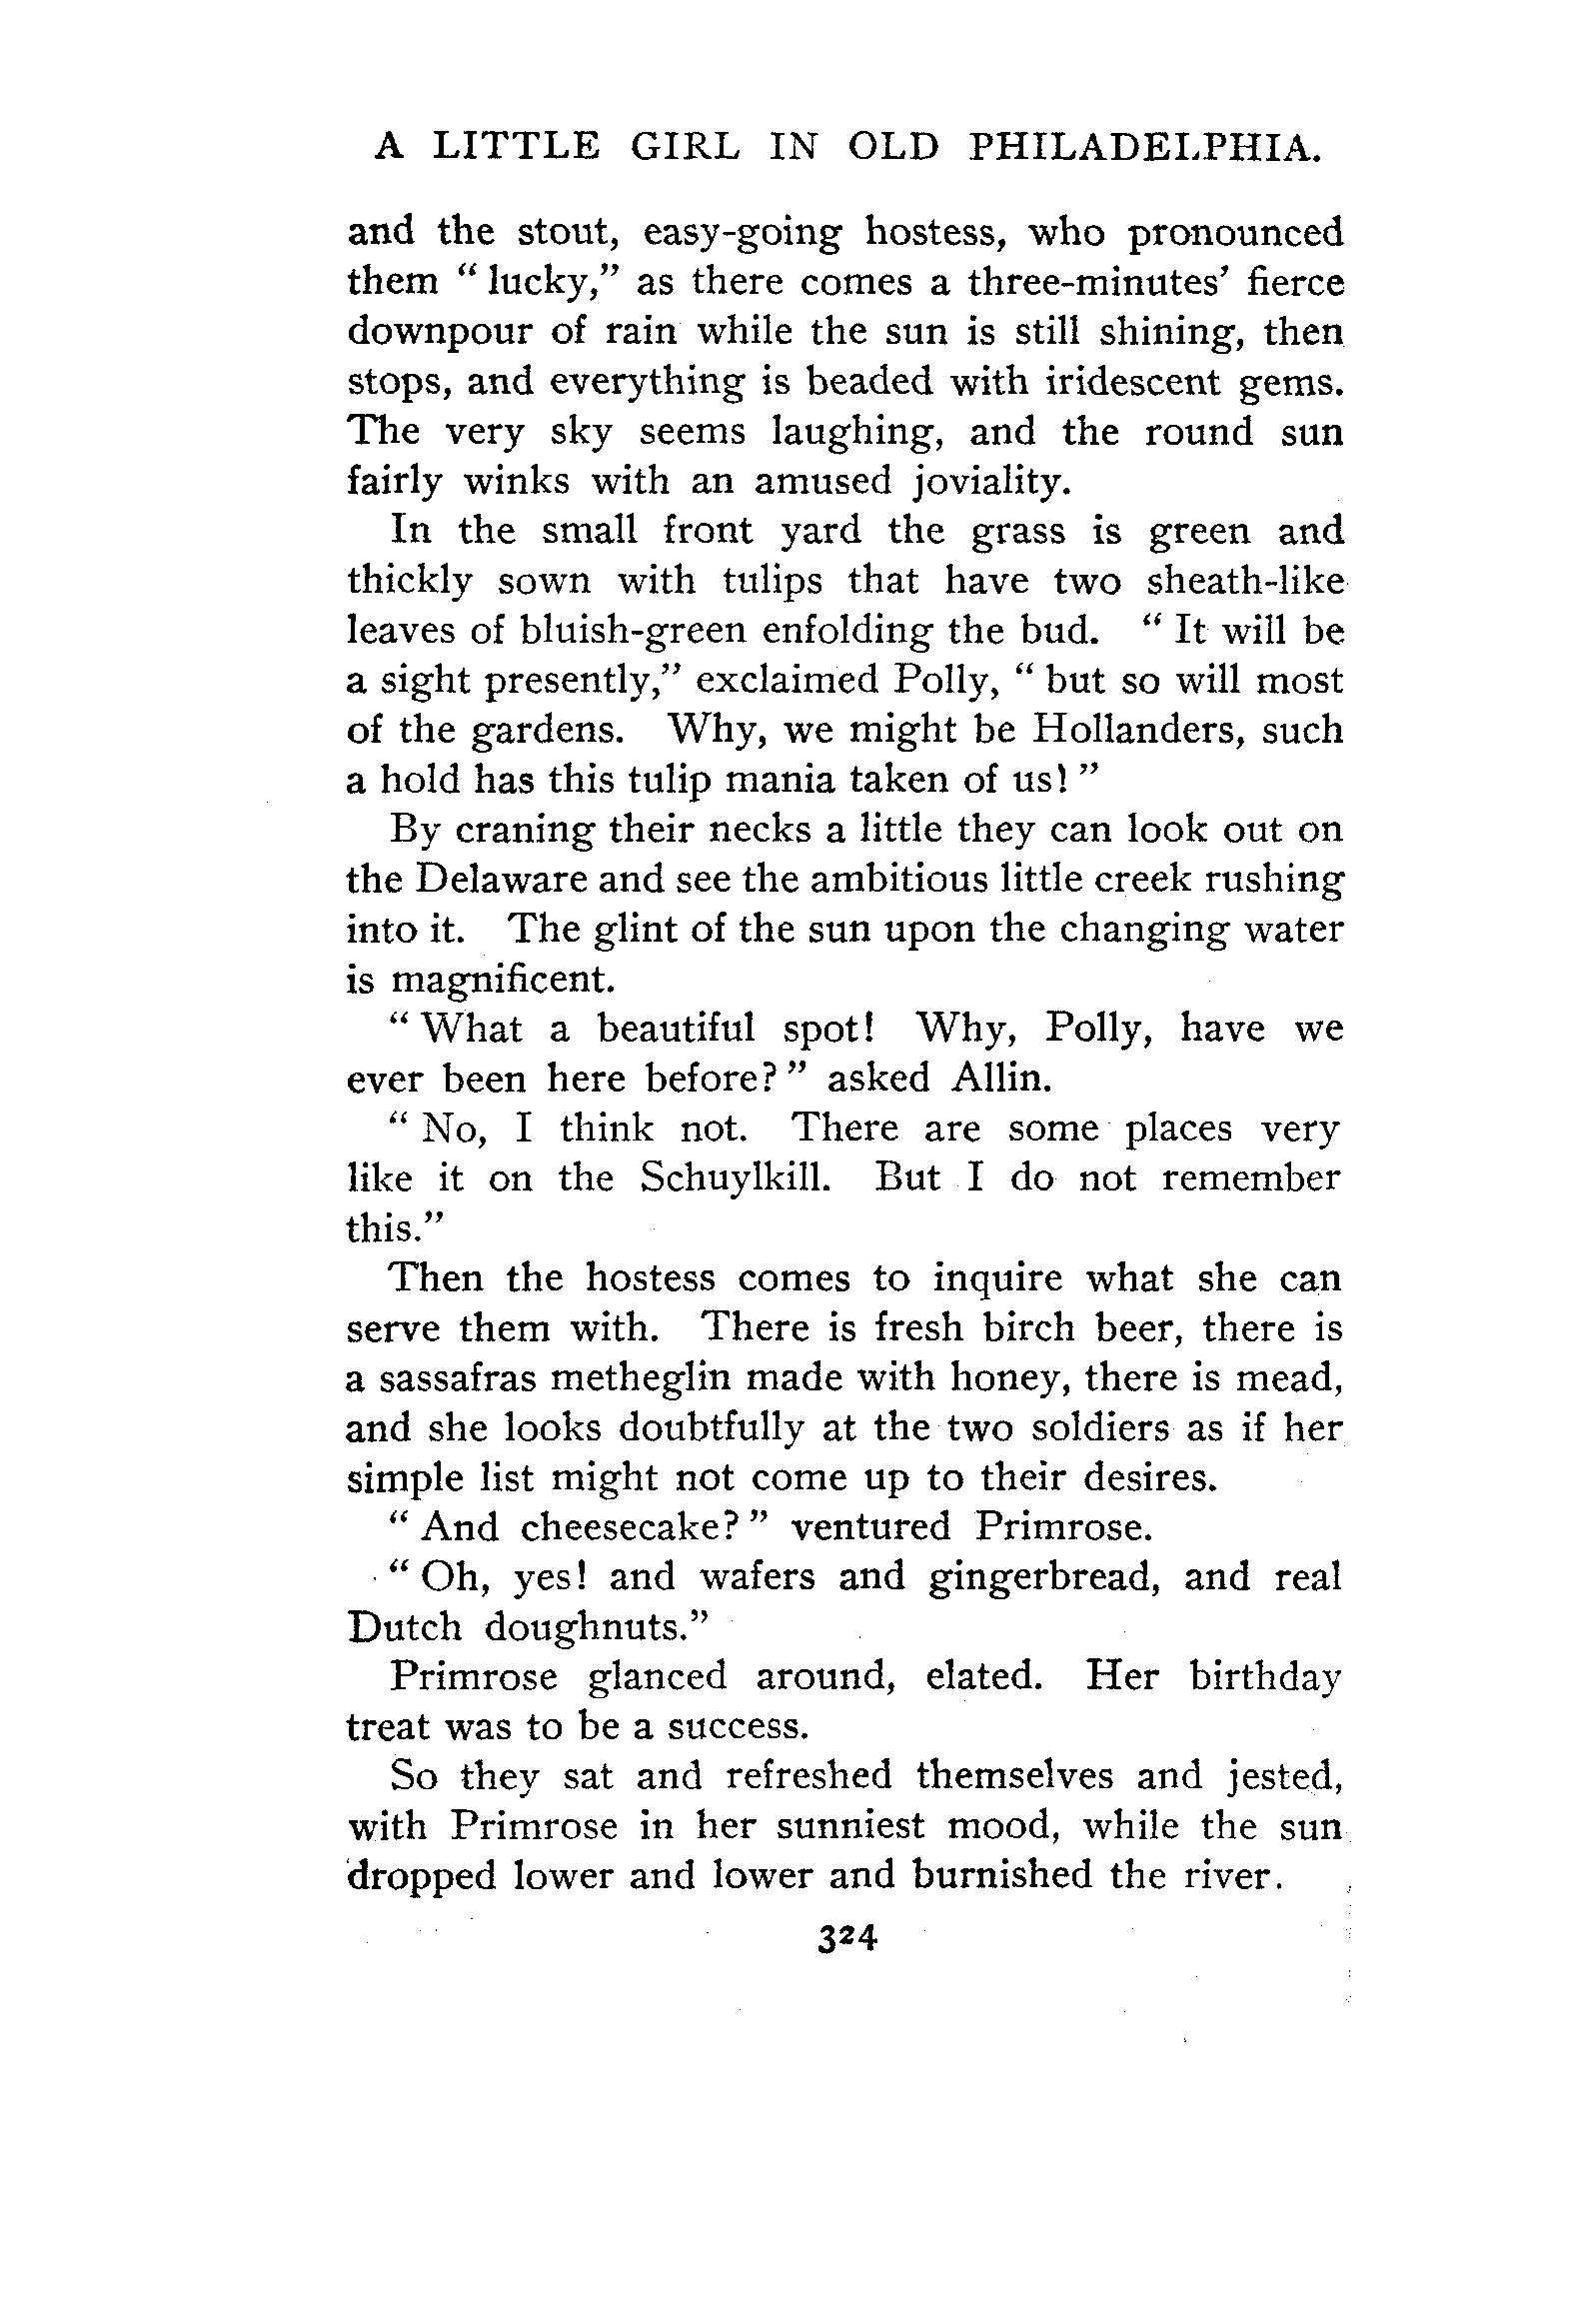 A LITTLE GIRL IN OLD PHILADELPHIA.
and the stout, easy-going hostess, who pronounced
them “ lucky,” as there comes a three-minutes’ fierce
downpour of rain while the sun is still shining, then
stops, and everything is beaded with iridescent gems.
The very sky seems laughing, and the round sun
fairly winks with an amused joviality.
In the small front yard the grass is green and
thickly sown with tulips that have two sheath-like
leaves of bluish-green enfolding the bud. “ It will be
a sight presently,” exclaimed Polly, “ but so will most
of the gardens. Why, we might be Hollanders, such
a hold has this tulip mania taken of us! ”
By craning their necks a little they can look out on
the Delaware and see the ambitious little creek rushing
into it. The glint of the sun upon the changing water
is magnificent.
“ What a beautiful spot! Why, Polly, have we
ever been here before? ” asked Allin.
“ No, I think not. There are some places very
like it on the Schuylkill. But I do not remember
this.”
Then the hostess comes to inquire what she can
serve them with. There is fresh birch beer, there is
a sassafras metheglin made with honey, there is mead,
and she looks doubtfully at the two soldiers as if her
simple list might not come up to their desires.
“ And cheesecake? ” ventured Primrose.
“ Oh, yes! and wafers and gingerbread, and real
Dutch doughnuts.”
Primrose glanced around, elated. Her birthday
treat was to be a success.
So they sat and refreshed themselves and jested,
with Primrose in her sunniest mood, while the sun
dropped lower and lower and burnished the river.
324